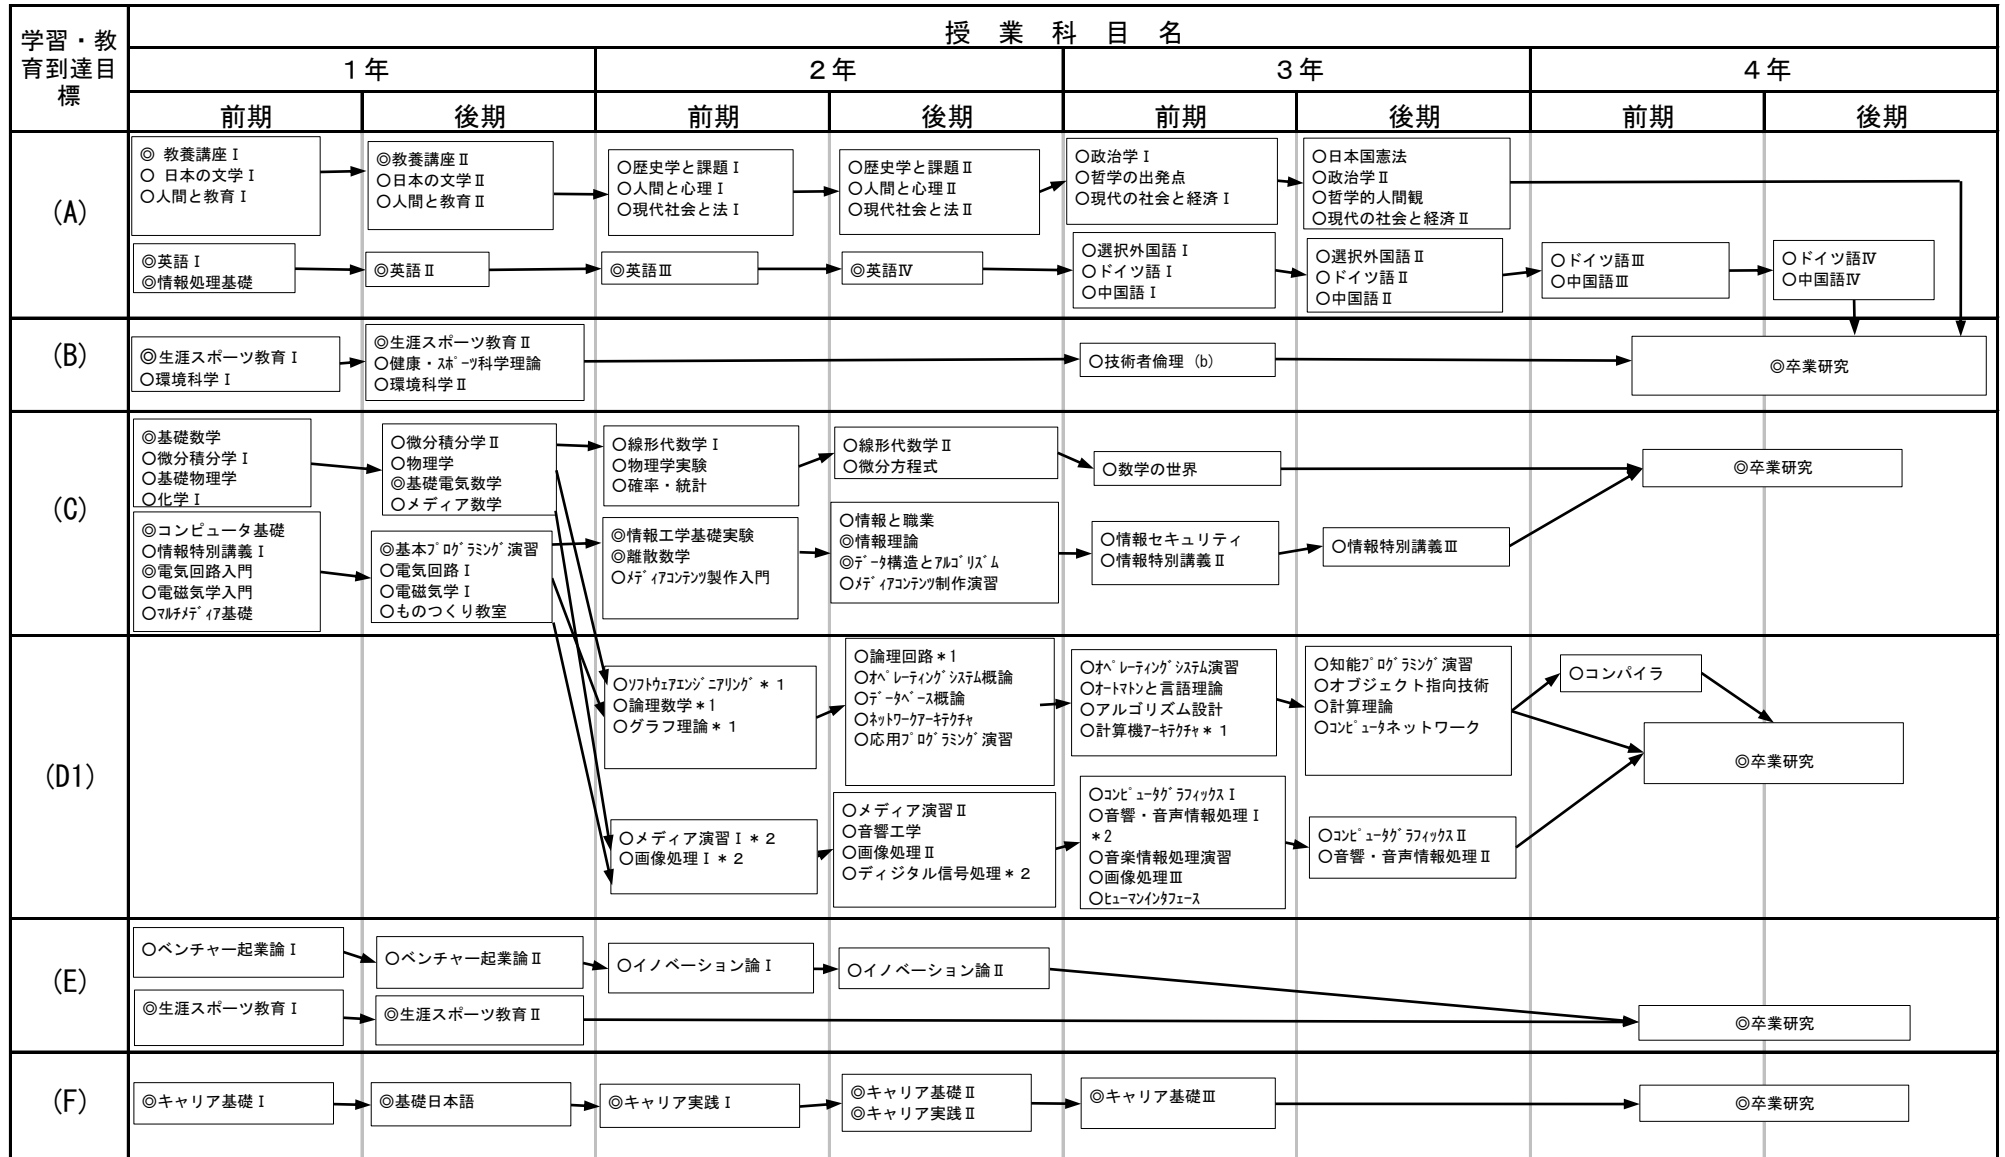 学習・教
育到達目
標
授 業 科 目 名
1年
2年
3年
4年
前期
後期
前期
後期
前期
後期
前期
後期
(A)
◎ 教養講座Ⅰ
○ 日本の文学Ⅰ
○人間と教育Ⅰ
◎教養講座Ⅱ
○日本の文学Ⅱ
○人間と教育Ⅱ
○歴史学と課題Ⅰ
○人間と心理Ⅰ
○現代社会と法Ⅰ
○歴史学と課題Ⅱ
○人間と心理Ⅱ
○現代社会と法Ⅱ
○政治学Ⅰ
○哲学の出発点
○現代の社会と経済Ⅰ
○日本国憲法
○政治学Ⅱ
○哲学的人間観
○現代の社会と経済Ⅱ
◎英語Ⅰ
◎情報処理基礎
◎英語Ⅱ
◎英語Ⅲ
◎英語Ⅳ
○選択外国語Ⅰ
○ドイツ語Ⅰ
○中国語Ⅰ
○選択外国語Ⅱ
○ドイツ語Ⅱ
○中国語Ⅱ
○ドイツ語Ⅲ
○中国語Ⅲ
○ドイツ語Ⅳ
○中国語Ⅳ
(B)
◎生涯スポーツ教育Ⅰ
○環境科学Ⅰ
◎生涯スポーツ教育Ⅱ
○健康・ｽﾎﾟｰﾂ科学理論
○環境科学Ⅱ
○技術者倫理 (b)
◎卒業研究
(C)
◎基礎数学
○微分積分学Ⅰ
○基礎物理学
○化学Ⅰ
○微分積分学Ⅱ
○物理学
◎基礎電気数学
○メディア数学
○線形代数学Ⅰ
○物理学実験
○確率・統計
○線形代数学Ⅱ
○微分方程式
○数学の世界
◎卒業研究
◎コンピュータ基礎
○情報特別講義Ⅰ
◎電気回路入門
○電磁気学入門
○ﾏﾙﾁﾒﾃﾞｨｱ基礎
◎基本ﾌﾟﾛｸﾞﾗﾐﾝｸﾞ演習
○電気回路Ⅰ
○電磁気学Ⅰ
○ものつくり教室
◎情報工学基礎実験
◎離散数学
○ﾒﾃﾞｨｱｺﾝﾃﾝﾂ製作入門
○情報と職業
◎情報理論
◎ﾃﾞｰﾀ構造とｱﾙｺﾞﾘｽﾞﾑ
○ﾒﾃﾞｨｱｺﾝﾃﾝﾂ制作演習
○情報セキュリティ
○情報特別講義Ⅱ
○情報特別講義Ⅲ
(D1)
○ｿﾌﾄｳｪｱｴﾝｼﾞﾆｱﾘﾝｸﾞ＊1
○論理数学＊1
○グラフ理論＊1
○論理回路＊1
○ｵﾍﾟﾚｰﾃｨﾝｸﾞｼｽﾃﾑ概論
○ﾃﾞｰﾀﾍﾞｰｽ概論
○ﾈｯﾄﾜｰｸｱｰｷﾃｸﾁｬ
○応用ﾌﾟﾛｸﾞﾗﾐﾝｸﾞ演習
○ｵﾍﾟﾚｰﾃｨﾝｸﾞｼｽﾃﾑ演習
○ｵｰﾄﾏﾄﾝと言語理論
○アルゴリズム設計
○計算機ｱｰｷﾃｸﾁｬ＊1
○知能ﾌﾟﾛｸﾞﾗﾐﾝｸﾞ演習
○オブジェクト指向技術
○計算理論
○ｺﾝﾋﾟｭｰﾀネットワーク
○コンパイラ
◎卒業研究
○メディア演習Ⅰ＊2
○画像処理Ⅰ＊2
○メディア演習Ⅱ
○音響工学
○画像処理Ⅱ
○ディジタル信号処理＊2
○ｺﾝﾋﾟｭｰﾀｸﾞﾗﾌｨｯｸｽⅠ
○音響・音声情報処理Ⅰ
＊2
○音楽情報処理演習
○画像処理Ⅲ
○ﾋｭｰﾏﾝｲﾝﾀﾌｪｰｽ
○ｺﾝﾋﾟｭｰﾀｸﾞﾗﾌｨｯｸｽⅡ
○音響・音声情報処理Ⅱ
(E)
○ベンチャー起業論Ⅰ
○ベンチャー起業論Ⅱ
○イノベーション論Ⅰ
○イノベーション論Ⅱ
◎生涯スポーツ教育Ⅰ
◎生涯スポーツ教育Ⅱ
◎卒業研究
(F)
◎キャリア基礎Ⅰ
◎基礎日本語
◎キャリア実践Ⅰ
◎キャリア基礎Ⅱ
◎キャリア実践Ⅱ
◎キャリア基礎Ⅲ
◎卒業研究